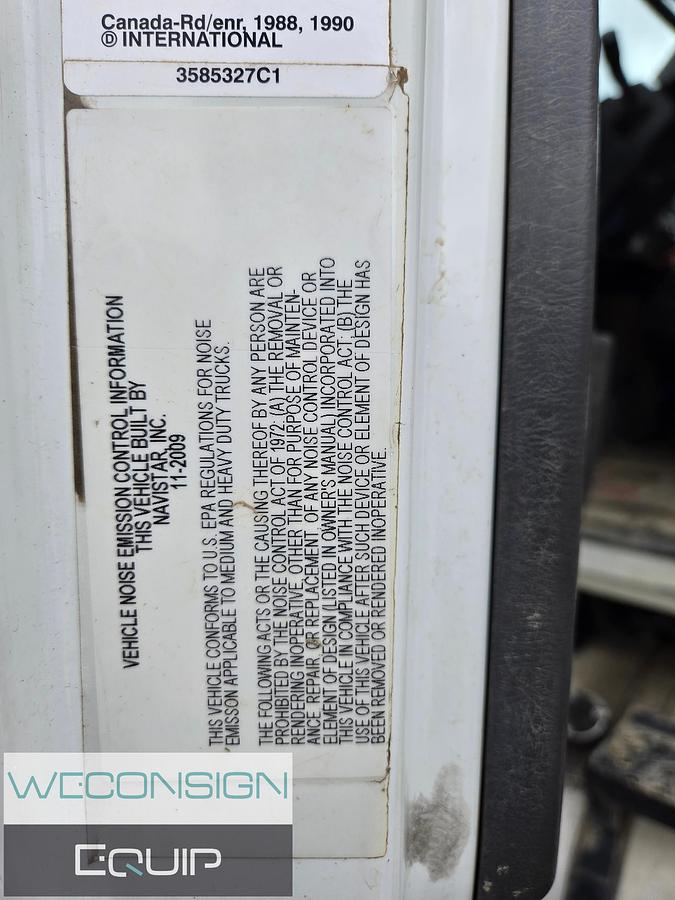 Canada-Rd/enr, 1988, 1990
© INTERNATIONAL
3585327C1
VEHICLE NOISE EMISSION CONTROL INFORMATION
THIS VEHICLE BUILT BY
NAVISTAR, INC.
11-2009
THIS VEHICLE CONFORMS TO U.S. EPA REGULATIONS FOR NOISE
EMISSON APPLICABLE TO MEDIUM AND HEAVY DUTY TRUCKS.
THE FOLLOWING ACTS OR THE CAUSING THEREOF BY ANY PERSON ARE
PROHIBITED BY THE NOISE CONTROL ACT OF 1972. (A) THE REMOVAL OR
RENDERING INOPERATIVE, OTHER THAN FOR PURPOSE OF MAINTEN-
ANCE, REPAIR OR REPLACEMENT, OF ANY NOISE CONTROL DEVICE OR
ELEMENT OF DESIGN (LISTED IN OWNER'S MANUAL) INCORPORATED INTO
THIS VEHICLE IN COMPLIANCE WITH THE NOISE CONTROL ACT, (B) THE
USE OF THIS VEHICLE AFTER SUCH DEVICE OR ELEMENT OF DESIGN HAS
BEEN REMOVED OR RENDERED INOPERATIVE.
WECONSIGN
EQUIP